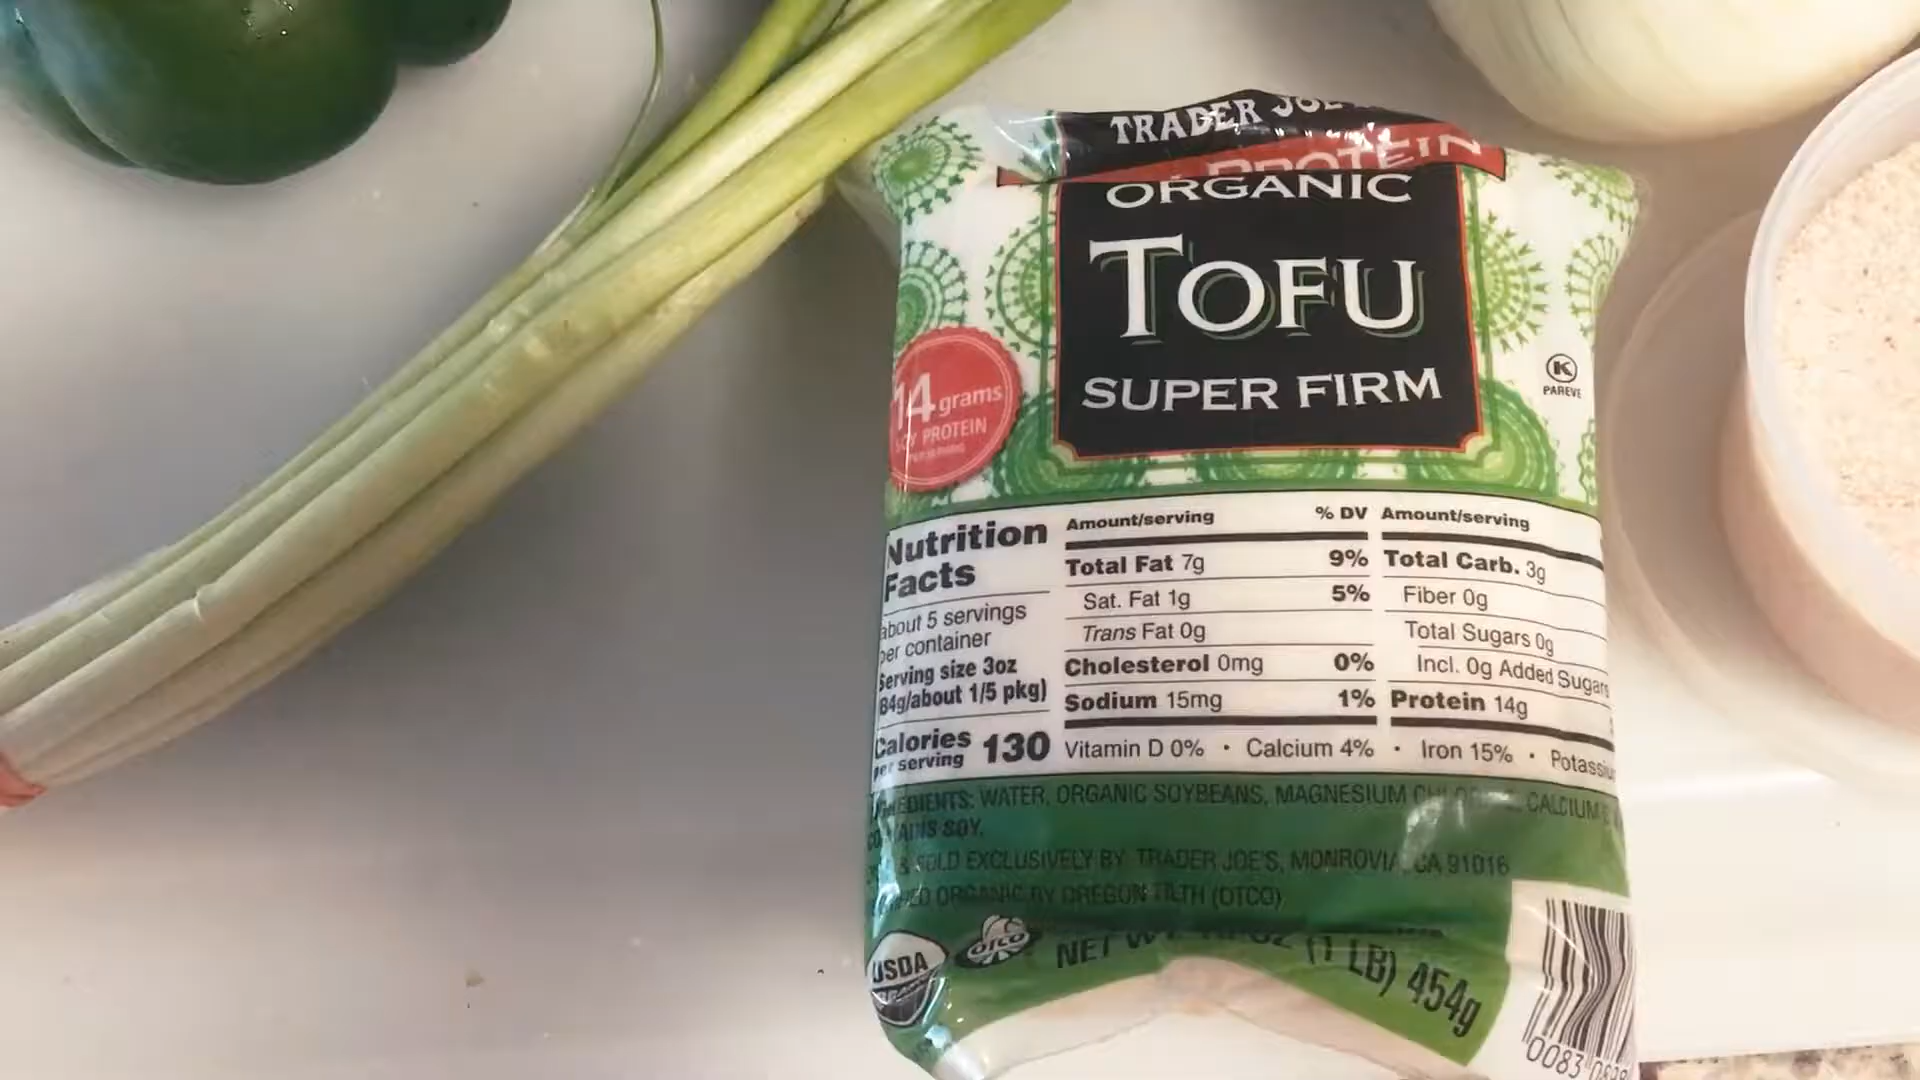 TRADER
PROTEIN
ORGANIC
TOFU
SUPER FIRM
14 grams
PROTEIN
K
PAREVE
Nutrition
Facts
about 5 servings
per container
Serving size 3oz
(84g/about 1/5 pkg)
Calories 130
per serving
Amount/serving % DV
Total Fat 7g 9%
Sat. Fat 1g 5%
Trans Fat 0g
Cholesterol 0mg 0%
Sodium 15mg 1%
Amount/serving
Total Carb. 3g
Fiber 0g
Total Sugars 0g
Incl. 0g Added Sugars
Protein 14g
Vitamin D 0% • Calcium 4% • Iron 15% •
WATER, ORGANIC SOYBEANS, MAGNESIUM CALCIUM
SOY.
& SOLD EXCLUSIVELY BY TRADER JOE'S, MONROVIA, CA 91016
ORGANIC BY OREGON TILTH (OTCO)
USDA
OTCO
NET WT. (1 LB) 454g
0083